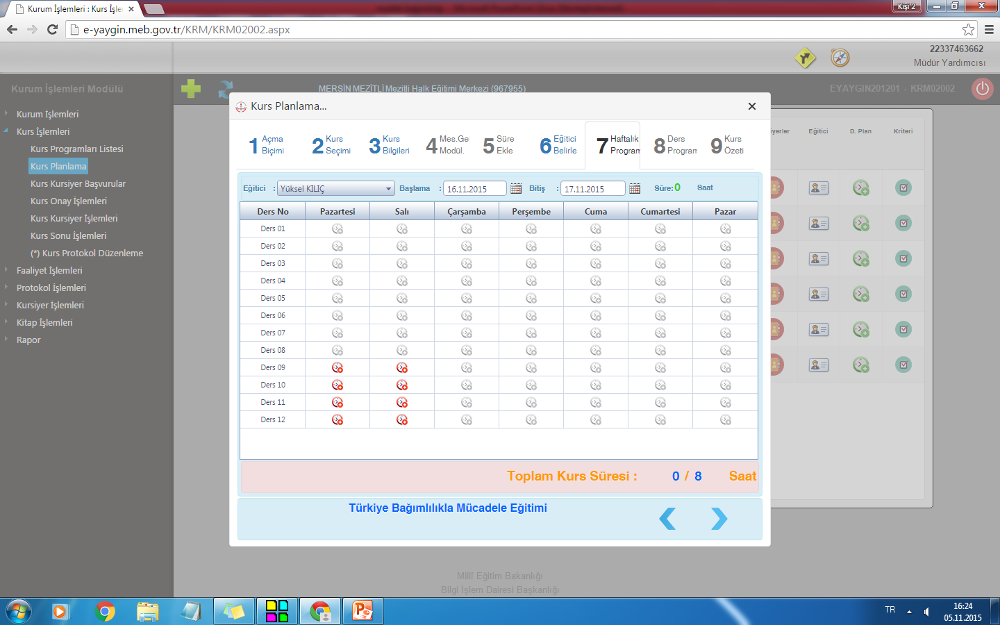 Kurum İşlemleri : Kurs İşle
Kişi 2
e-yaygin.meb.gov.tr/KRM/KRM02002.aspx
22337463662
Müdür Yardımcısı
Kurum İşlemleri Modülü
MERSİN MEZİTLİ Mezitli Halk Eğitimi Merkezi (967955)
EYAYGIN201201 - KRM02002
Kurum İşlemleri
Kurs İşlemleri
Kurs Programları Listesi
Kurs Planlama
Kurs Kursiyer Başvurular
Kurs Onay İşlemleri
Kurs Kursiyer İşlemleri
Kurs Sonu İşlemleri
(*) Kurs Protokol Düzenleme
Faaliyet İşlemleri
Protokol İşlemleri
Kursiyer İşlemleri
Kitap İşlemleri
Rapor
Kurs Planlama...
1 Açma Biçimi
2 Kurs Seçimi
3 Kurs Bilgileri
4 Mes.Gel Modül.
5 Süre Ekle
6 Eğitici Belirle
7 Haftalık Program
8 Ders Program
9 Kurs Özeti
iyerler Eğitici D. Plan Kriteri
Eğitici : Yüksel KILIÇ Başlama : 16.11.2015 Bitiş : 17.11.2015 Süre: 0 Saat
Ders No Pazartesi Salı Çarşamba Perşembe Cuma Cumartesi Pazar
Ders 01
Ders 02
Ders 03
Ders 04
Ders 05
Ders 06
Ders 07
Ders 08
Ders 09
Ders 10
Ders 11
Ders 12
Toplam Kurs Süresi : 0 / 8 Saat
Türkiye Bağımlılıkla Mücadele Eğitimi
Millî Eğitim Bakanlığı
Bilgi İşlem Dairesi Başkanlığı
TR
16:24
05.11.2015